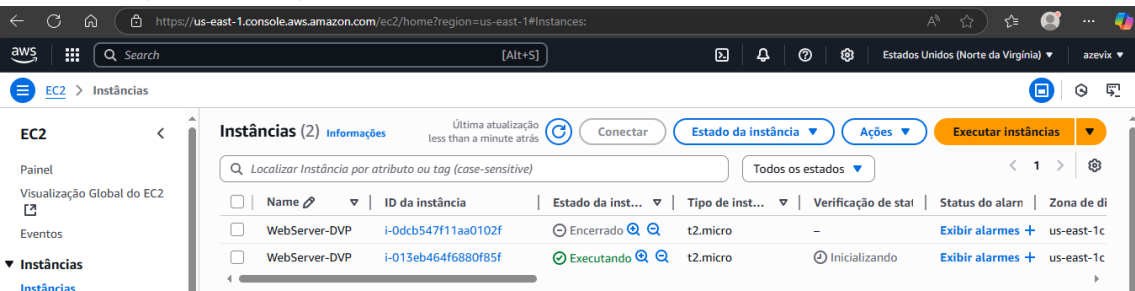 https://us-east-1.console.aws.amazon.com/ec2/home?region=us-east-1#Instances:
aws Search [Alt+S] Estados Unidos (Norte da Virgínia) azevix
EC2 > Instâncias
EC2
Painel
Visualização Global do EC2
Eventos
Instâncias
Instâncias
Instâncias (2) Informações
Última atualização
less than a minute atrás
Conectar Estado da instância Ações Executar instâncias
Localizar Instância por atributo ou tag (case-sensitive) Todos os estados 1
Name ID da instância Estado da inst... Tipo de inst... Verificação de stat Status do alarn Zona de di
WebServer-DVP i-0dcb547f11aa0102f Encerrado t2.micro – Exibir alarmes + us-east-1c
WebServer-DVP i-013eb464f6880f85f Executando t2.micro Inicializando Exibir alarmes + us-east-1c